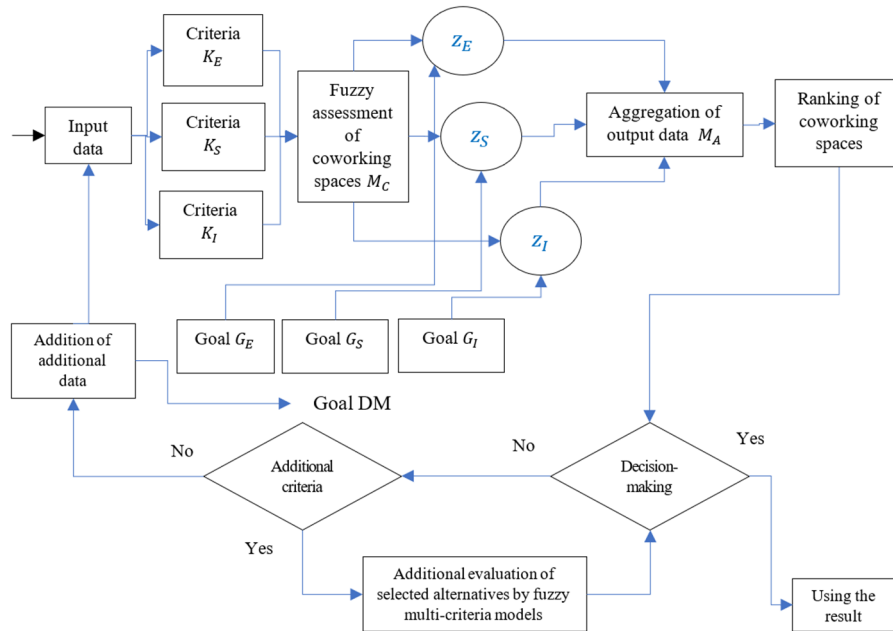 Criteria
K_E
Input
data
Criteria
K_S
Criteria
K_I
Fuzzy
assessment
of
coworking
spaces M_C
z_E
z_S
z_I
Aggregation of
output data M_A
Ranking of
coworking
spaces
Goal G_E
Goal G_S
Goal G_I
Addition of
additional
data
Goal DM
No
Additional
criteria
No
Decision-
making
Yes
Yes
Additional evaluation of
selected alternatives by fuzzy
multi-criteria models
Using the
result